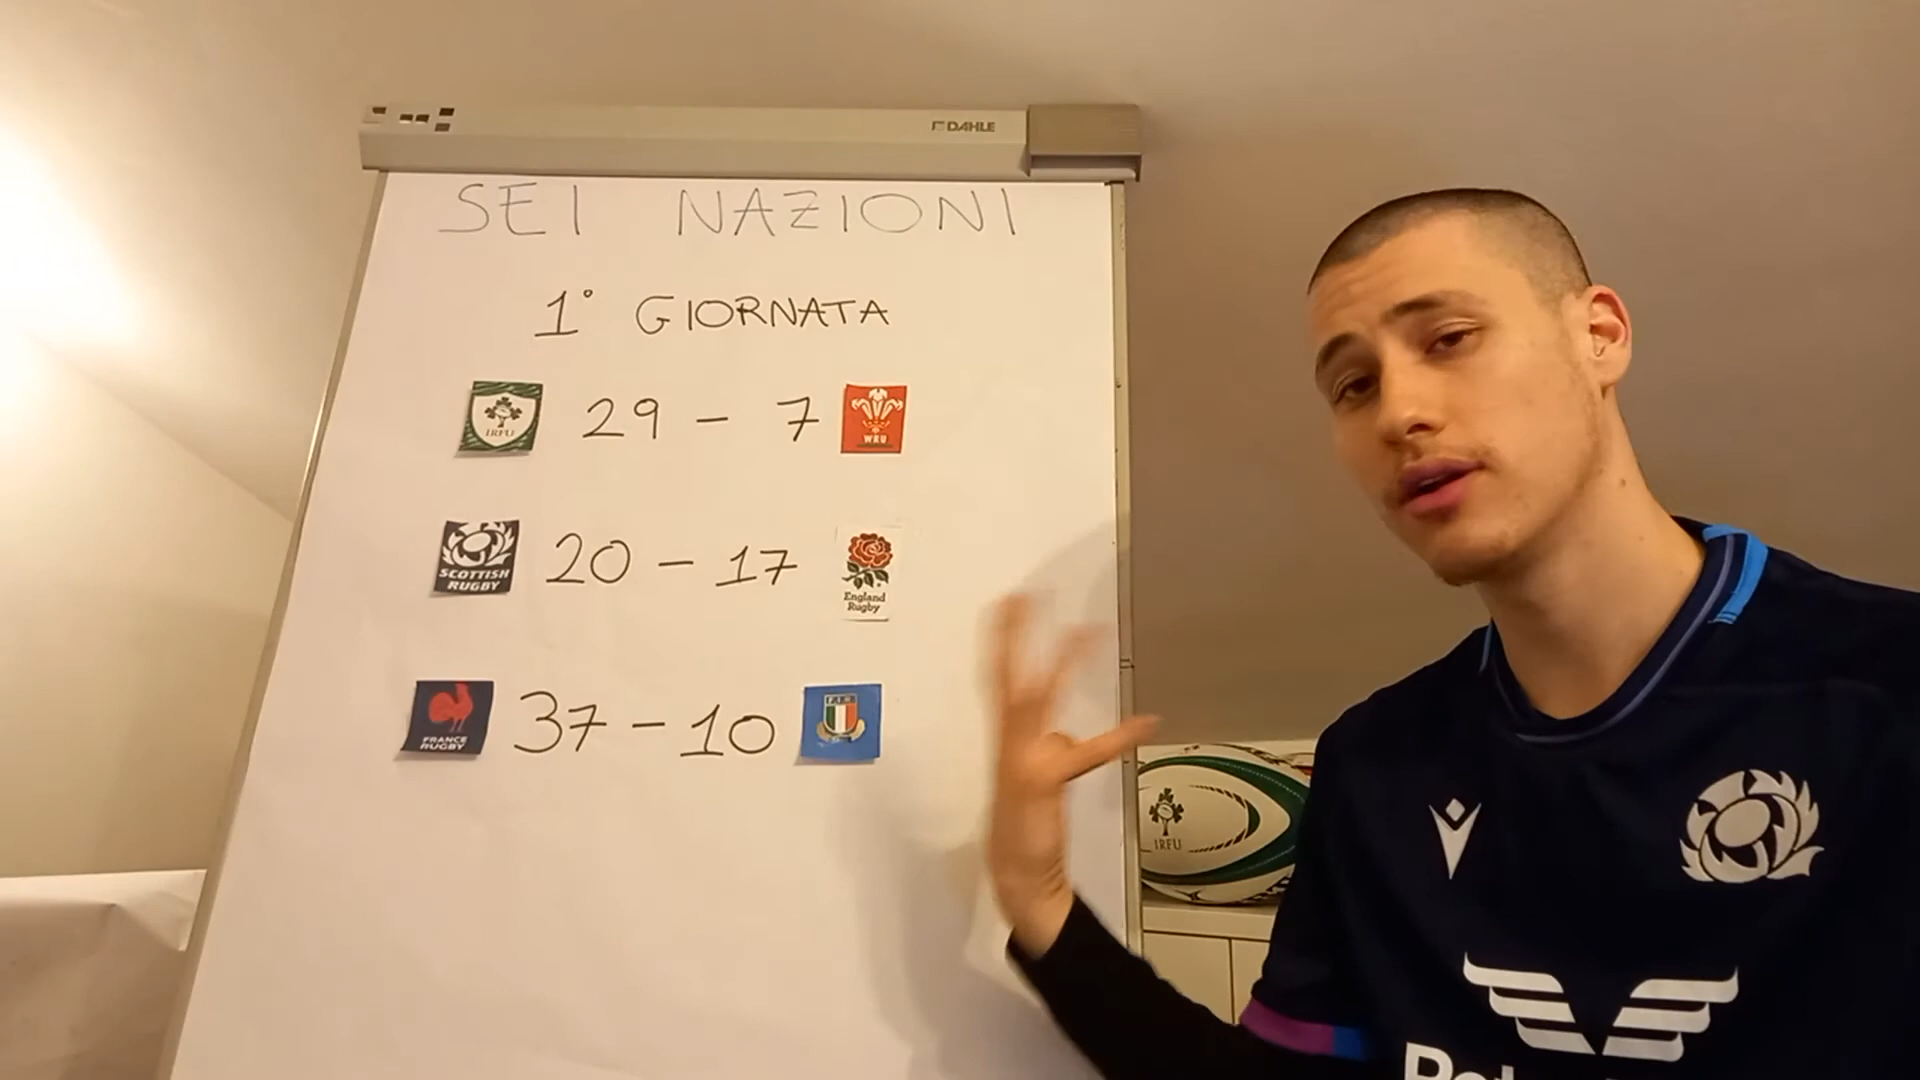 DAHLE
SEI NAZIONI
1° GIORNATA
IRFU 29 - 7 WRU
SCOTTISH RUGBY 20 - 17 England Rugby
FRANCE RUGBY 37 - 10 F.I.R.
IRFU